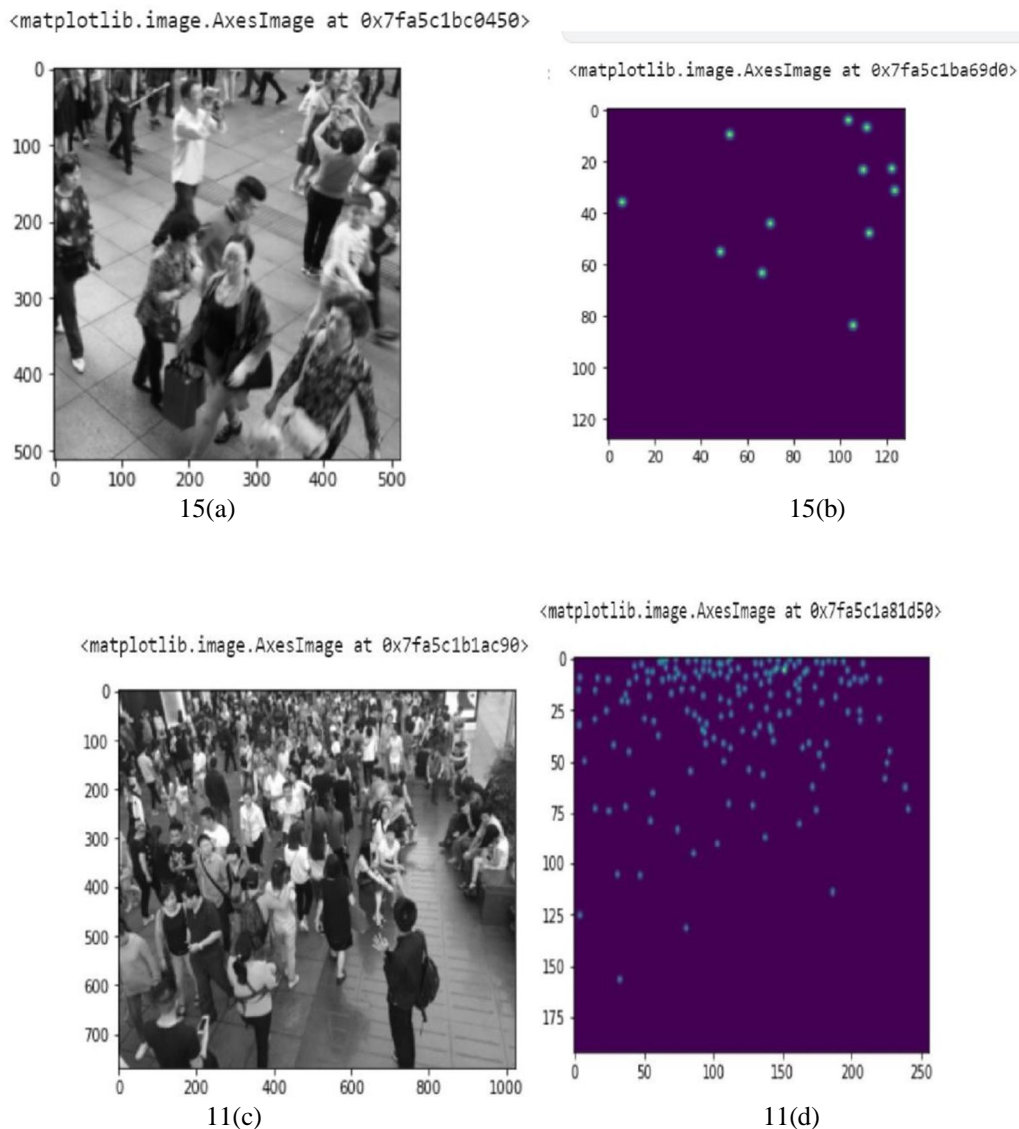 <matplotlib.image.AxesImage at 0x7fa5c1bc0450>
0
100
200
300
400
500
0 100 200 300 400 500
15(a)
<matplotlib.image.AxesImage at 0x7fa5c1ba69d0>
0
20
40
60
80
100
120
0 20 40 60 80 100 120
15(b)
<matplotlib.image.AxesImage at 0x7fa5c1b1ac90>
0
100
200
300
400
500
600
700
0 200 400 600 800 1000
11(c)
<matplotlib.image.AxesImage at 0x7fa5c1a81d50>
0
25
50
75
100
125
150
175
0 50 100 150 200 250
11(d)